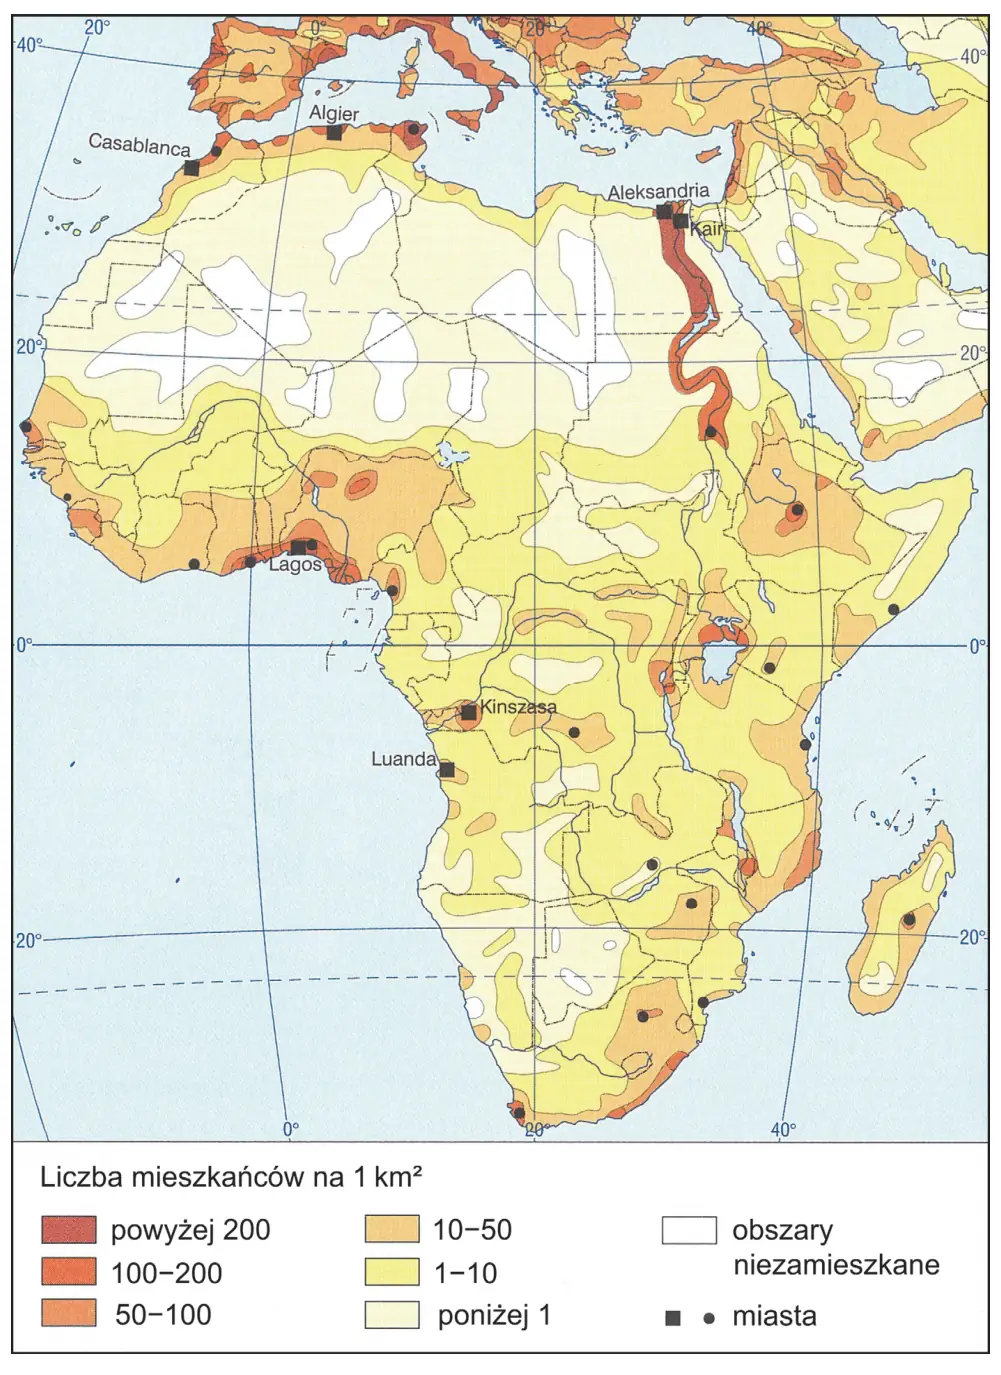 20°
0°
20°
40°
40°
40°
Algier
Casablanca
Aleksandria
Kair
20°
20°
Lagos
0°
0°
Kinszasa
Luanda
20°
20°
0°
20°
40°
Liczba mieszkańców na 1 km²
powyżej 200
10–50
obszary
niezamieszkane
100–200
1–10
50–100
poniżej 1
miasta